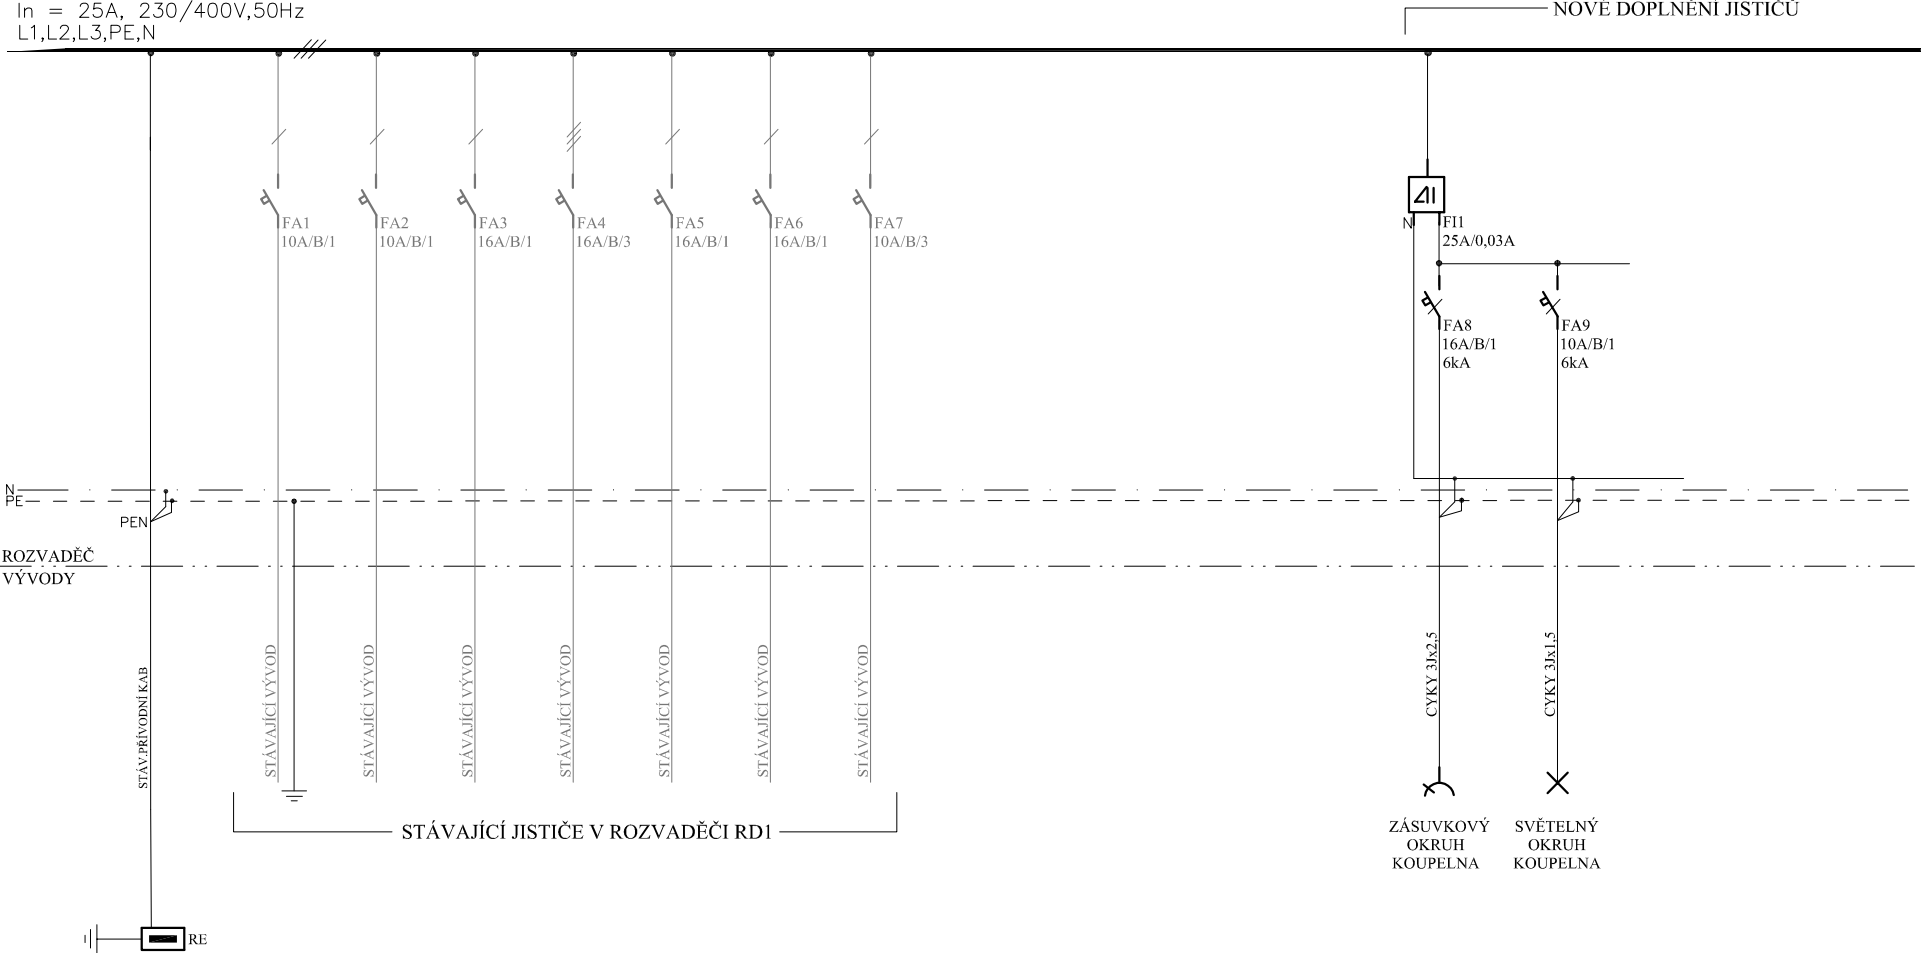 In = 25A, 230/400V,50Hz
L1,L2,L3,PE,N
NOVÉ DOPLNĚNÍ JISTIČŮ
FA1
10A/B/1
FA2
10A/B/1
FA3
16A/B/1
FA4
16A/B/3
FA5
16A/B/1
FA6
16A/B/1
FA7
10A/B/3
N
FI1
25A/0,03A
FA8
16A/B/1
6kA
FA9
10A/B/1
6kA
N
PE
PEN
ROZVADĚČ
VÝVODY
STÁV.PŘÍVODNÍ KAB
STÁVAJÍCÍ VÝVOD
STÁVAJÍCÍ VÝVOD
STÁVAJÍCÍ VÝVOD
STÁVAJÍCÍ VÝVOD
STÁVAJÍCÍ VÝVOD
STÁVAJÍCÍ VÝVOD
STÁVAJÍCÍ VÝVOD
CYKY 3Jx2,5
CYKY 3Jx1,5
STÁVAJÍCÍ JISTIČE V ROZVADĚČI RD1
ZÁSUVKOVÝ
OKRUH
KOUPELNA
SVĚTELNÝ
OKRUH
KOUPELNA
RE